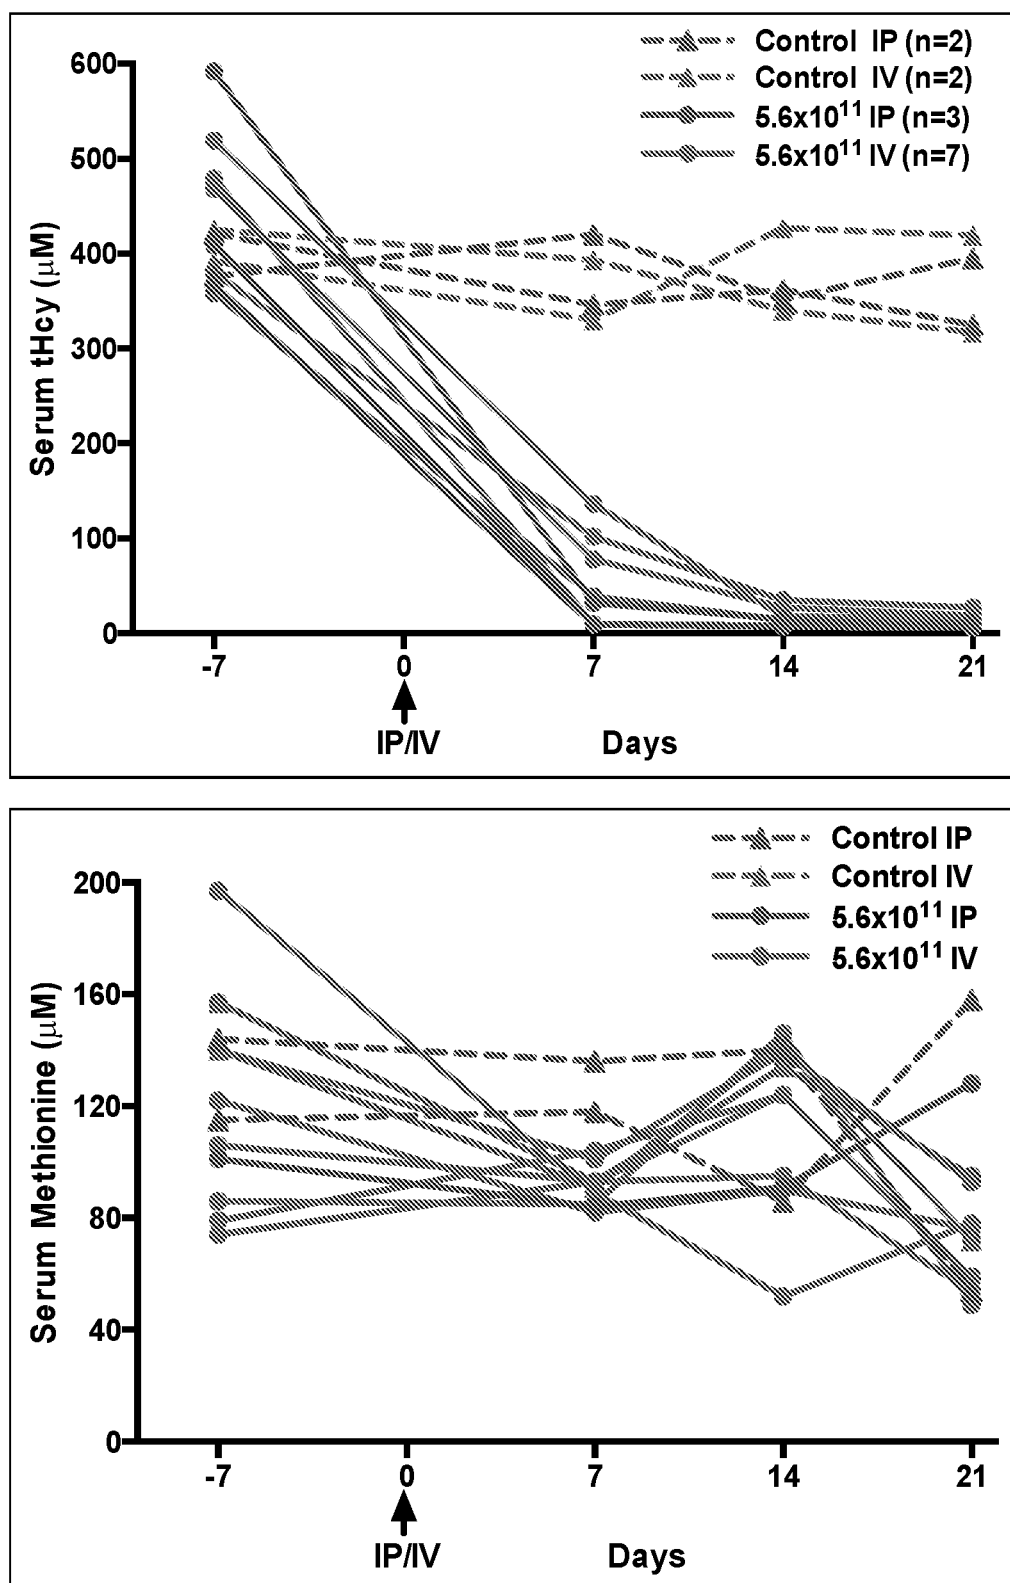 Control IP (n=2)
Control IV (n=2)
5.6x10¹¹ IP (n=3)
5.6x10¹¹ IV (n=7)
Serum tHcy (μM)
600
500
400
300
200
100
0
-7 0 7 14 21
IP/IV Days
Control IP
Control IV
5.6x10¹¹ IP
5.6x10¹¹ IV
Serum Methionine (μM)
200
160
120
80
40
0
-7 0 7 14 21
IP/IV Days